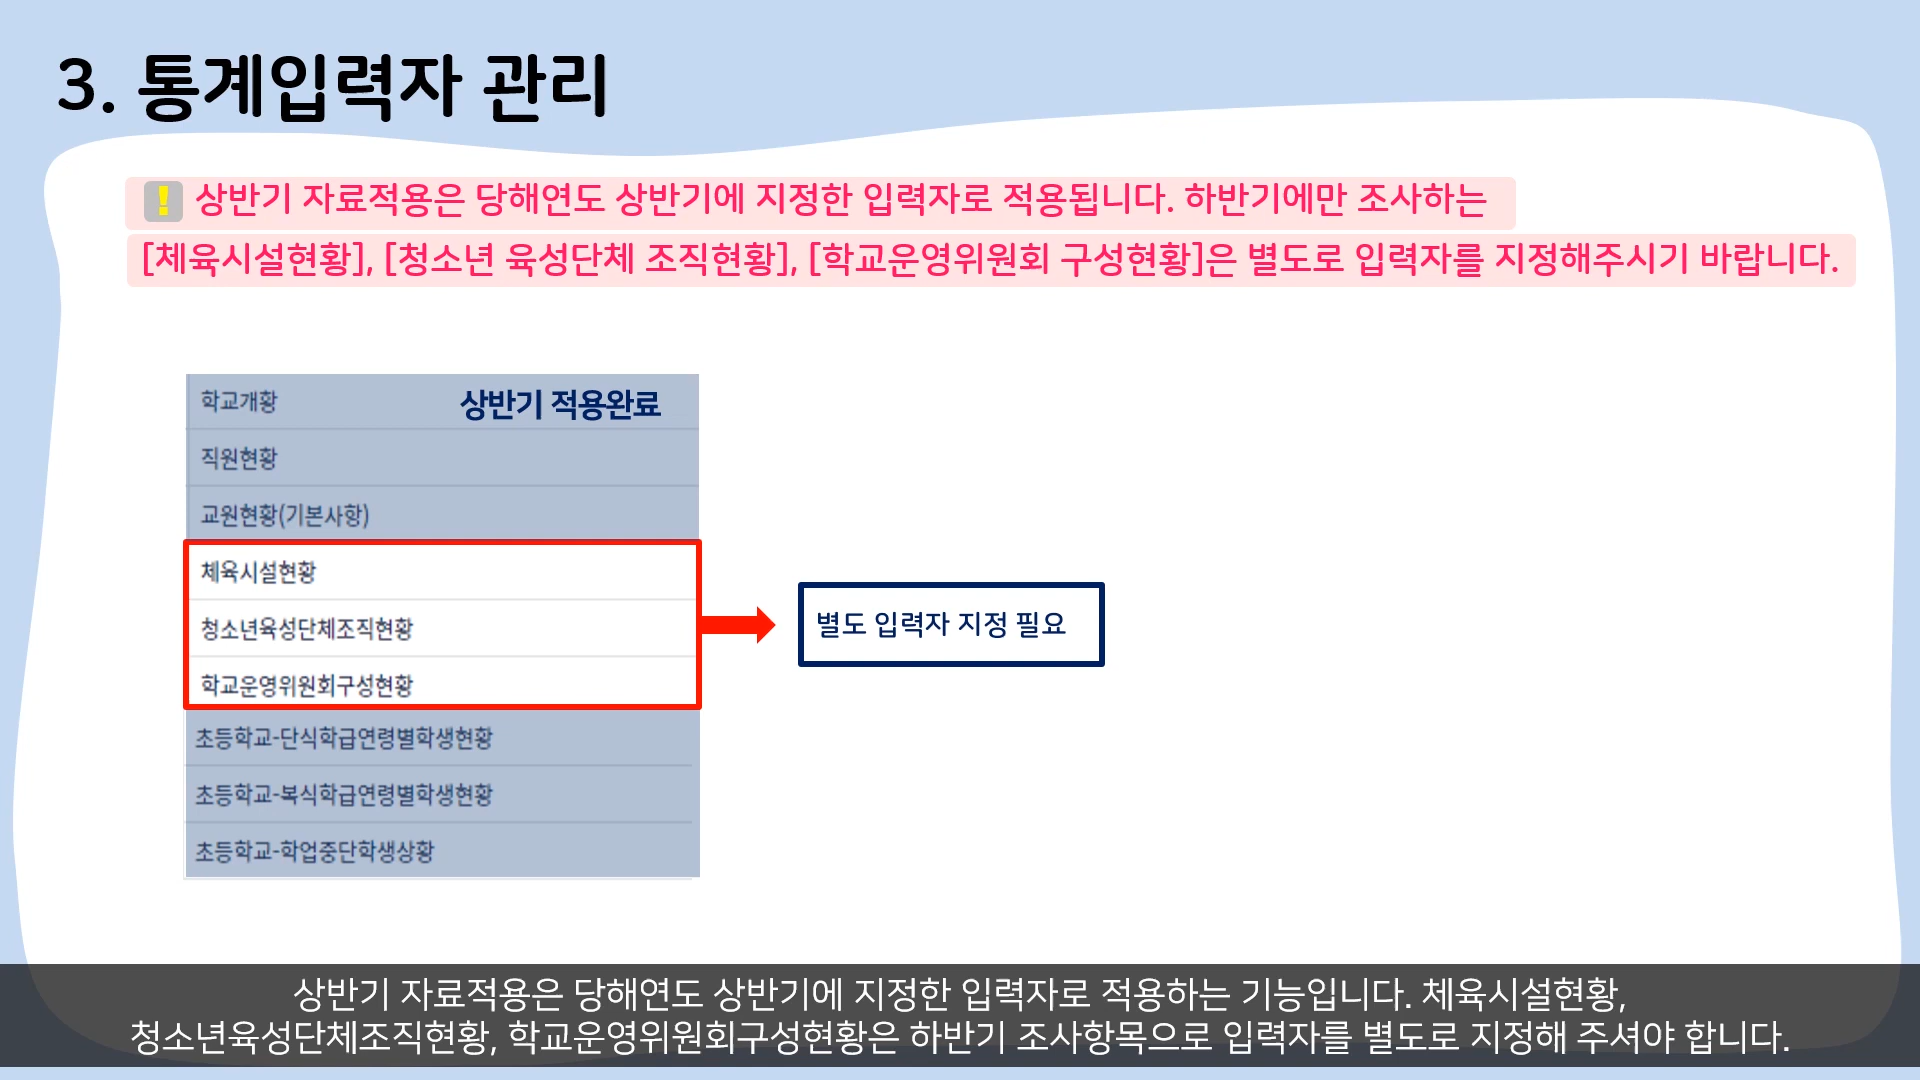 3. 통계입력자 관리
! 상반기 자료적용은 당해연도 상반기에 지정한 입력자로 적용됩니다. 하반기에만 조사하는
[체육시설현황], [청소년 육성단체 조직현황], [학교운영위원회 구성현황]은 별도로 입력자를 지정해주시기 바랍니다.
학교개황
상반기 적용완료
직원현황
교원현황(기본사항)
체육시설현황
청소년육성단체조직현황
학교운영위원회구성현황
별도 입력자 지정 필요
초등학교-단식학급연령별학생현황
초등학교-복식학급연령별학생현황
초등학교-학업중단학생상황
상반기 자료적용은 당해연도 상반기에 지정한 입력자로 적용하는 기능입니다. 체육시설현황,
청소년육성단체조직현황, 학교운영위원회구성현황은 하반기 조사항목으로 입력자를 별도로 지정해 주셔야 합니다.